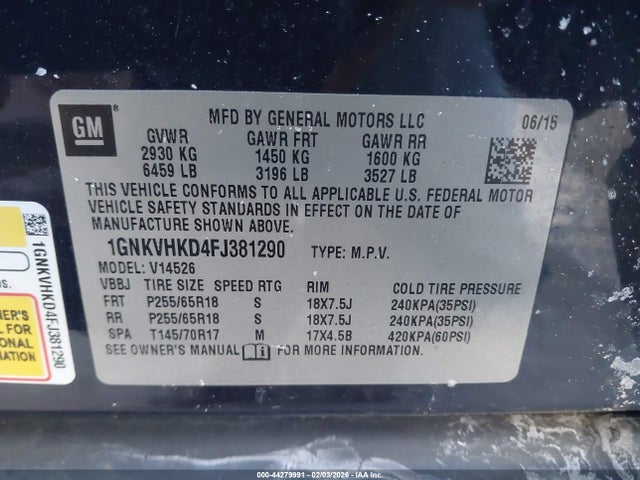 GM
MFD BY GENERAL MOTORS LLC 06/15
GVWR GAWR FRT GAWR RR
2930 KG 1450 KG 1600 KG
6459 LB 3196 LB 3527 LB
THIS VEHICLE CONFORMS TO ALL APPLICABLE U.S. FEDERAL MOTOR
VEHICLE SAFETY STANDARDS IN EFFECT ON THE DATE OF
MANUFACTURE SHOWN ABOVE.
1GNKVHKD4FJ381290 TYPE: M.P.V.
MODEL: V14526
VBBJ TIRE SIZE SPEED RTG RIM COLD TIRE PRESSURE
FRT P255/65R18 S 18X7.5J 240KPA(35PSI)
RR P255/65R18 S 18X7.5J 240KPA(35PSI)
SPA T145/70R17 M 17X4.5B 420KPA(60PSI)
SEE OWNER'S MANUAL FOR MORE INFORMATION.
1GNKVHKD4FJ381290
US.
L FOR
ONAL
ATION
000-44279991 - 02/03/2026 - IAA Inc.